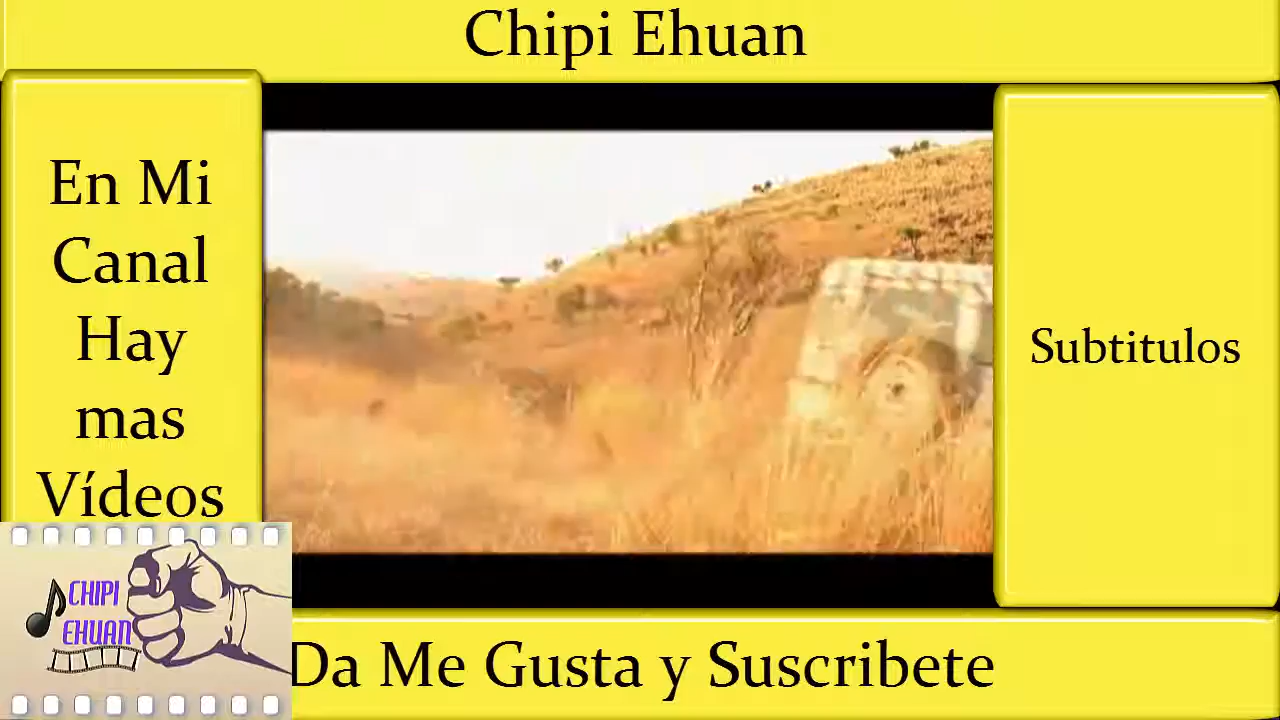 Chipi Ehuan
En Mi
Canal
Hay
mas
Vídeos
Subtitulos
CHIPI
EHUAN
Da Me Gusta y Suscribete